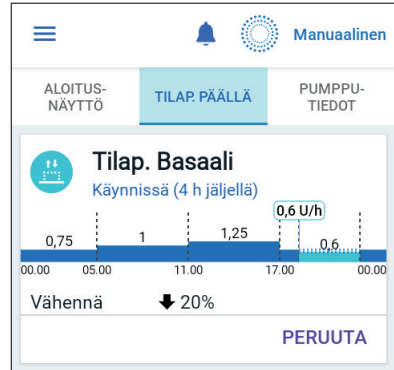 Manuaalinen
ALOITUS-
NÄYTTÖ
TILAP. PÄÄLLÄ
PUMPPU-
TIEDOT
Tilap. Basaali
Käynnissä (4 h jäljellä)
0,6 U/h
0,75
1
1,25
0,6
00.00
05.00
11.00
17.00
00.00
Vähennä
20%
PERUUTA